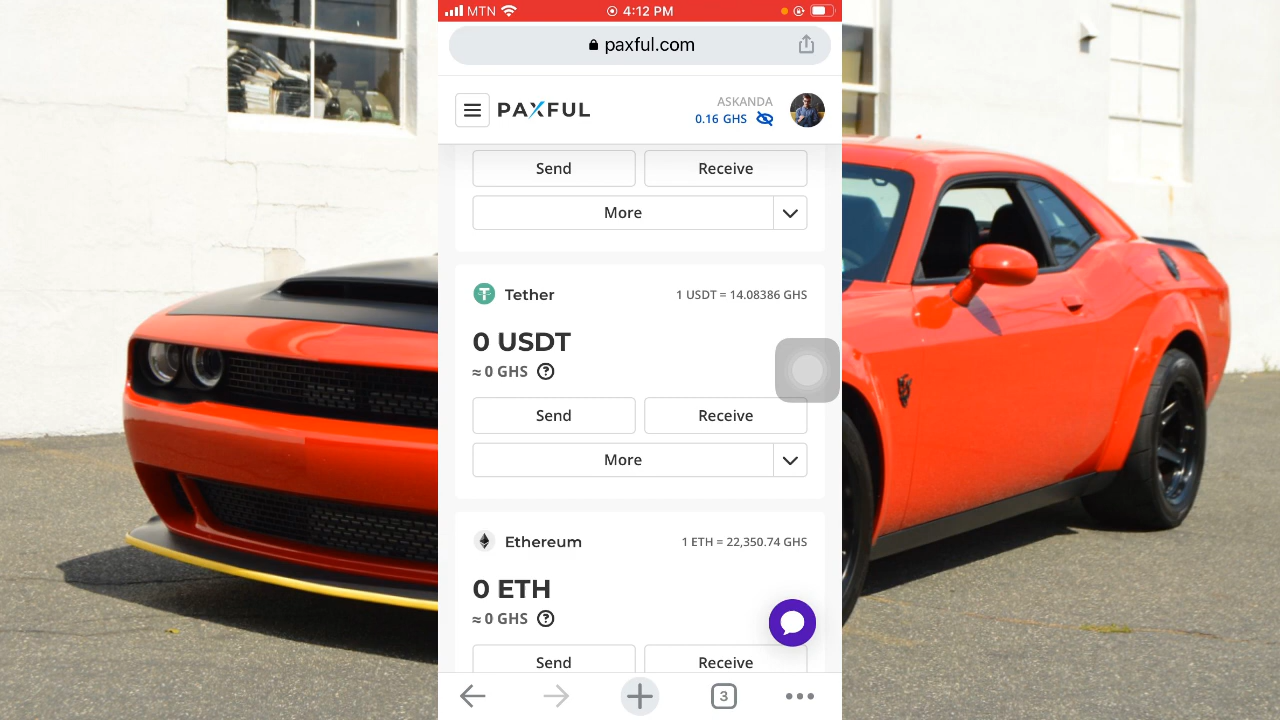 MTN 4:12 PM
paxful.com
PAXFUL
ASKANDA
0.16 GHS
Send Receive
More
Tether 1 USDT = 14.08386 GHS
0 USDT
≈ 0 GHS ?
Send Receive
More
Ethereum 1 ETH = 22,350.74 GHS
0 ETH
≈ 0 GHS ?
Send Receive
3